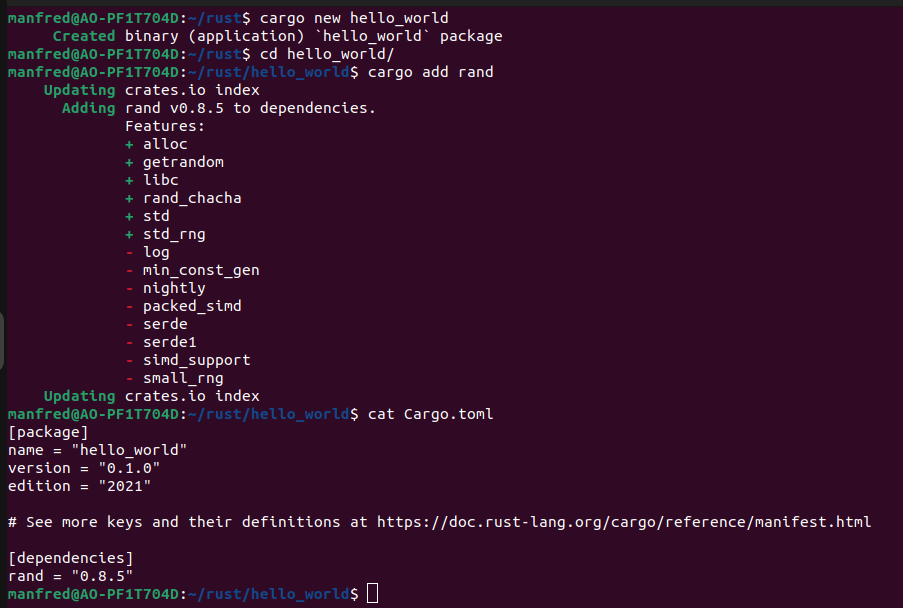 manfred@AO-PF1T704D:~/rust$ cargo new hello_world
     Created binary (application) `hello_world` package
manfred@AO-PF1T704D:~/rust$ cd hello_world/
manfred@AO-PF1T704D:~/rust/hello_world$ cargo add rand
    Updating crates.io index
      Adding rand v0.8.5 to dependencies.
             Features:
             + alloc
             + getrandom
             + libc
             + rand_chacha
             + std
             + std_rng
             - log
             - min_const_gen
             - nightly
             - packed_simd
             - serde
             - serde1
             - simd_support
             - small_rng
    Updating crates.io index
manfred@AO-PF1T704D:~/rust/hello_world$ cat Cargo.toml
[package]
name = "hello_world"
version = "0.1.0"
edition = "2021"

# See more keys and their definitions at https://doc.rust-lang.org/cargo/reference/manifest.html

[dependencies]
rand = "0.8.5"
manfred@AO-PF1T704D:~/rust/hello_world$